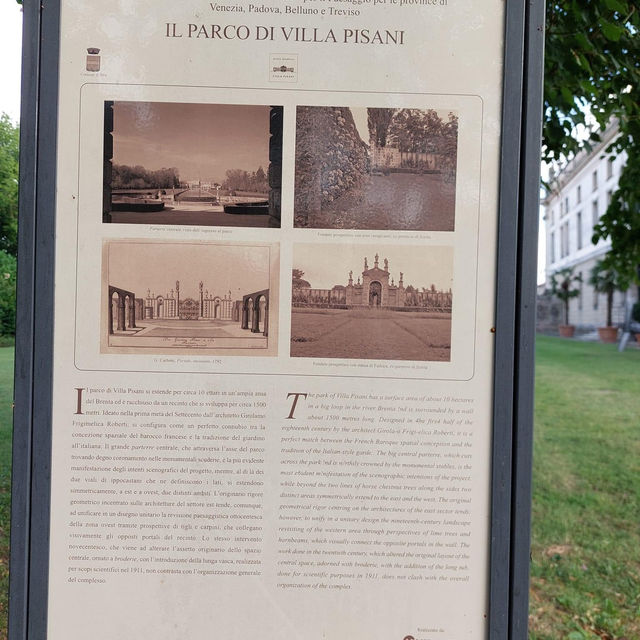 Paesaggio per le province di
Venezia, Padova, Belluno e Treviso
IL PARCO DI VILLA PISANI
VILLA PISANI
Parterre centrale, visto dall'ingresso al parco
G. Carlotti, Pisani, 1792
Il parco di Villa Pisani si estende per circa 10 ettari in un'ampia ansa
del Brenta ed è racchiuso da un recinto che si sviluppa per circa 1500
metri. Ideato nella prima metà del Settecento dall'architetto Girolamo
Frigimelica Roberti, si configura come un perfetto connubio tra la
concezione spaziale del barocco francese e la tradizione del giardino
all'italiana. Il grande parterre centrale, che attraversa l'asse del parco
trovando degno coronamento nelle monumentali scuderie, è la più evidente
manifestazione degli intenti scenografici del progetto, mentre, al di là dei
due viali di ippocastani che ne definiscono i lati, si estendono
simmetricamente, a est e a ovest, due distinti ambiti. L'originario rigore
geometrico incentrato sulle architetture del settore est tende, comunque,
ad unificare in un disegno unitario la revisione paesaggistica ottocentesca
della zona ovest tramite prospettive di tigli e carpini, che collegano
visivamente gli opposti portali del recinto. Lo stesso intervento
novecentesco, che viene ad alterare l'assetto originario dello spazio
centrale, ornato a broderie, con l'introduzione della lunga vasca, realizzata
per scopi scientifici nel 1911, non contrasta con l'organizzazione generale
del complesso.
The park of Villa Pisani has a surface area of about 10 hectares
in a big loop in the river Brenta and is surrounded by a wall
about 1500 metres long. Designed in the first half of the
eighteenth century by the architect Girolamo Frigimelica Roberti, it is a
perfect match between the French Baroque spatial conception and the
tradition of the Italian-style garden. The big central parterre, which cuts
across the park and is worthily crowned by the monumental stables, is the
most evident manifestation of the scenographic intentions of the project,
while beyond the two lines of horse chestnut trees along the sides two
distinct areas symmetrically extend to the east and the west. The original
geometrical rigor centring on the architectures of the east sector tends,
however, to unify in a unitary design the nineteenth-century landscape
revisiting of the western area through perspectives of lime trees and
hornbeams, which visually connect the opposite portals in the wall. The
work done in the twentieth century, which altered the original layout of the
central space, adorned with broderie, with the addition of the long tub,
done for scientific purposes in 1911, does not clash with the overall
organization of the complex.
Restaurato da